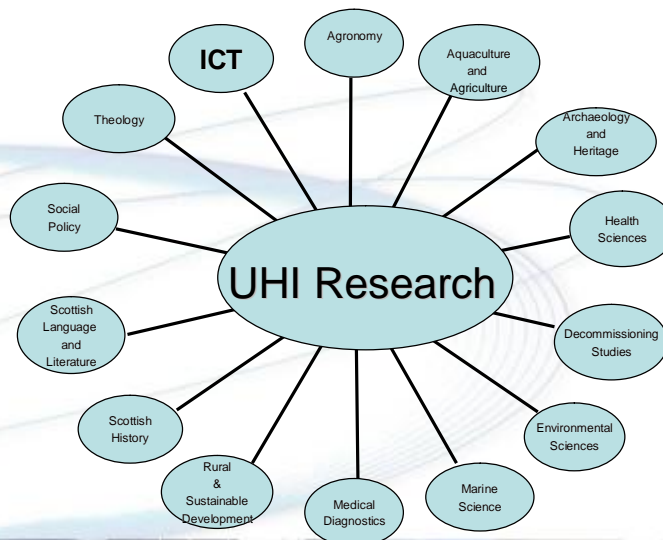 UHI Research
ICT
Agronomy
Aquaculture
and
Agriculture
Archaeology
and
Heritage
Health
Sciences
Decommissioning
Studies
Environmental
Sciences
Marine
Science
Medical
Diagnostics
Rural
&
Sustainable
Development
Scottish
History
Scottish
Language
and
Literature
Social
Policy
Theology